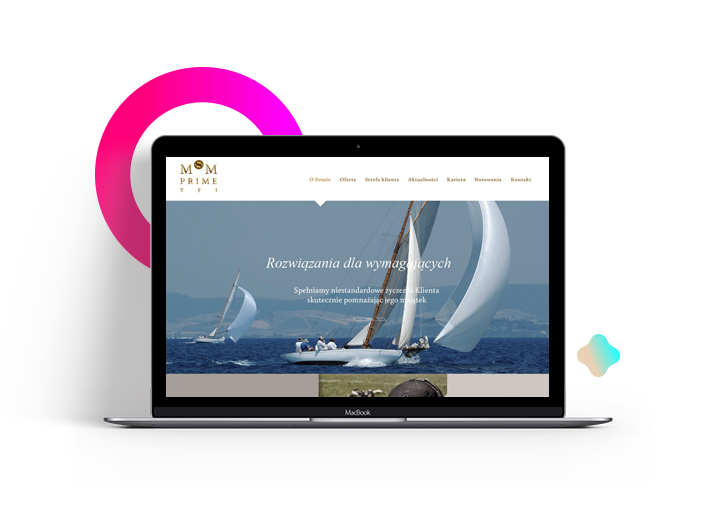 M S M
PRIME
T F I
O firmie Oferta Strefa klienta Aktualności Kariera Notowania Kontakt
Rozwiązania dla wymagających
Spełniamy niestandardowe życzenia Klienta
skutecznie pomnażając jego majątek
MacBook